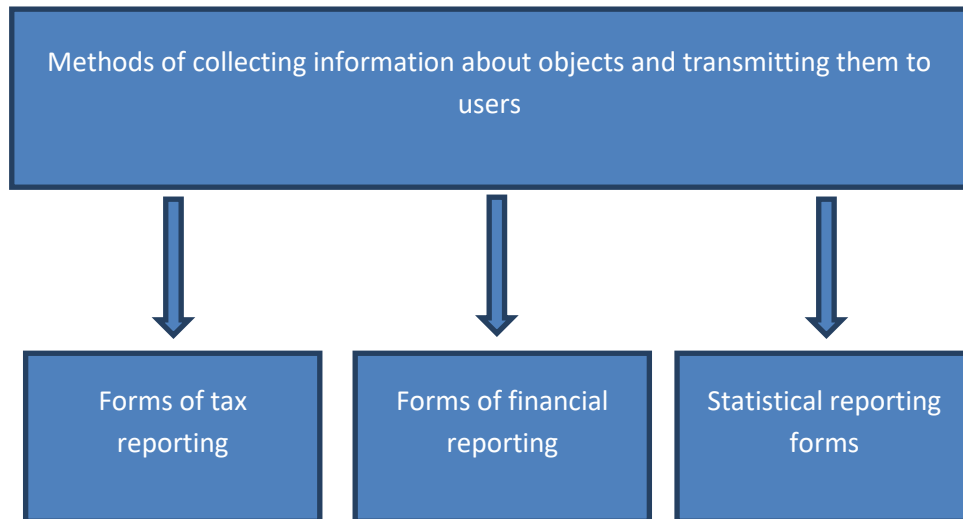 Methods of collecting information about objects and transmitting them to
users
Forms of tax
reporting
Forms of financial
reporting
Statistical reporting
forms